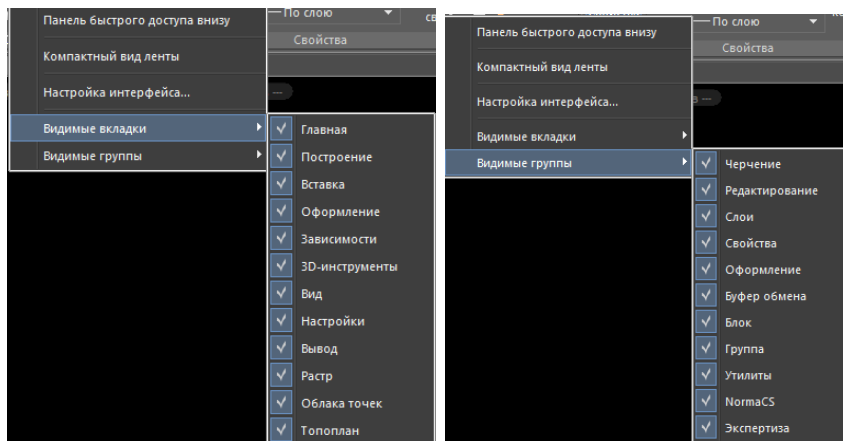 Панель быстрого доступа внизу
Компактный вид ленты
Настройка интерфейса...
Видимые вкладки
Видимые группы
По слою
Свойства
Главная
Построение
Вставка
Оформление
Зависимости
3D-инструменты
Вид
Настройки
Вывод
Растр
Облака точек
Топоплан
Панель быстрого доступа внизу
Компактный вид ленты
Настройка интерфейса...
Видимые вкладки
Видимые группы
По слою
Свойства
Черчение
Редактирование
Слои
Свойства
Оформление
Буфер обмена
Блок
Группа
Утилиты
NormaCS
Экспертиза